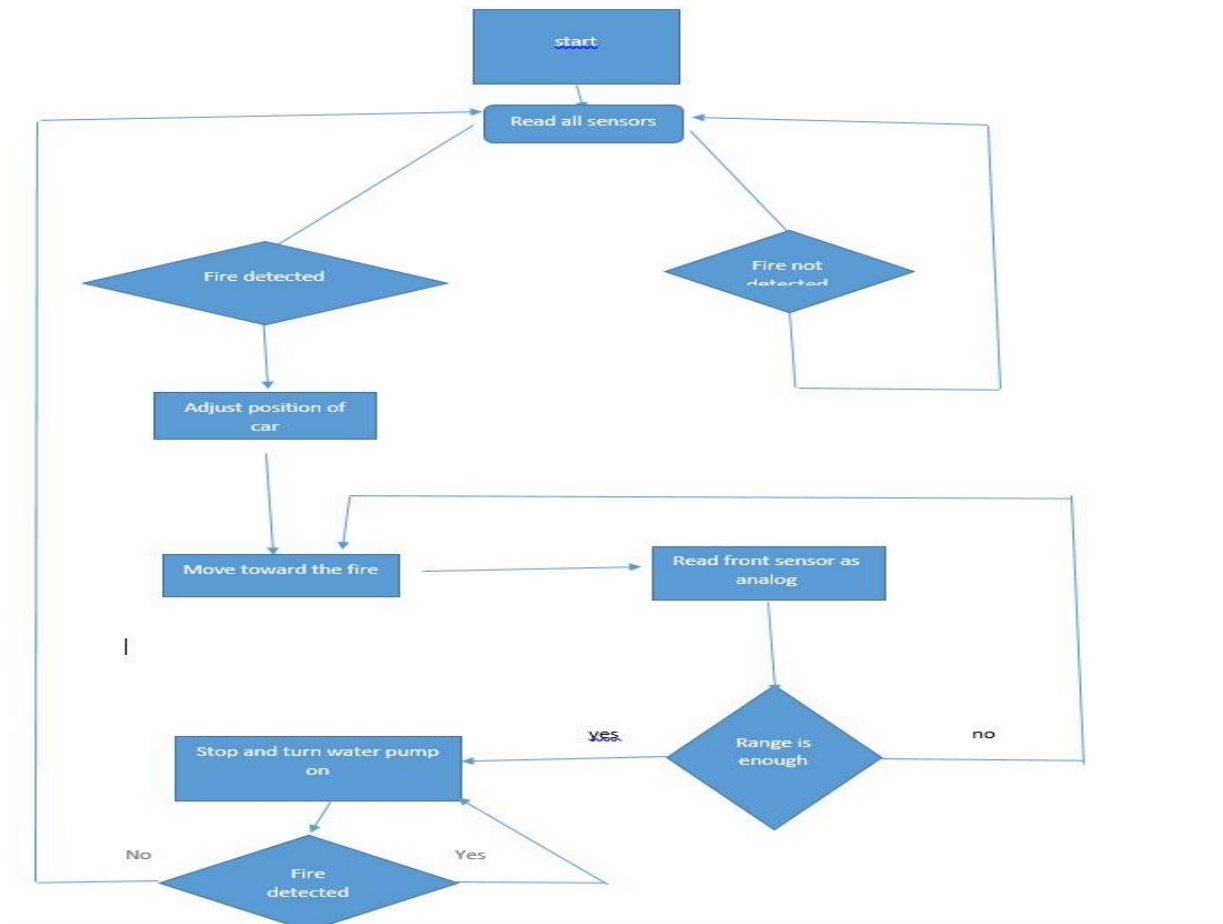 start
Read all sensors
Fire detected
Fire not
detected
Adjust position of
car
Move toward the fire
Read front sensor as
analog
yes
no
Range is
enough
Stop and turn water pump
on
No
Yes
Fire
detected